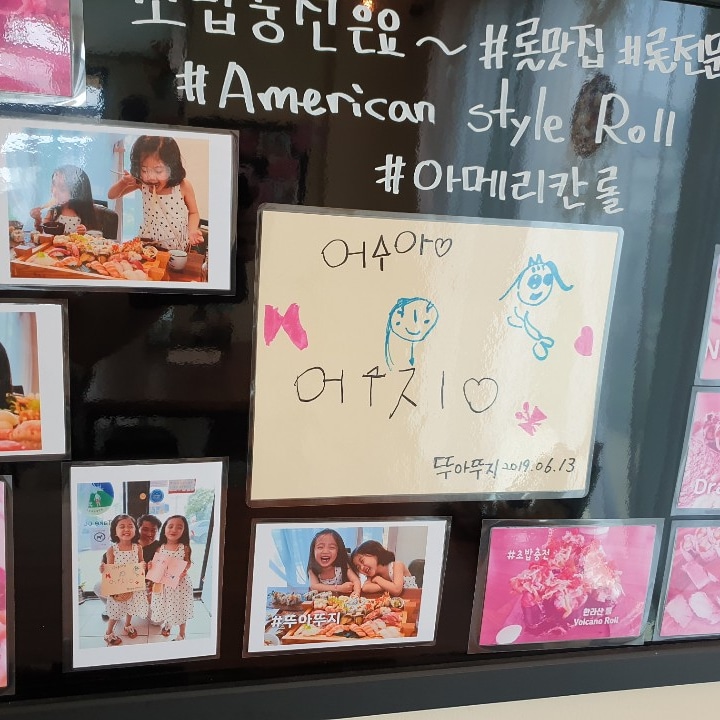 초밥충전은요~ #롤맛집 #롤전문
#American style Roll
#아메리칸 롤
어수아♡
어수지♡
뚜아뚜지 2019.06.13
#뚜아뚜지
#초밥충전
한라산 롤
Volcano Roll